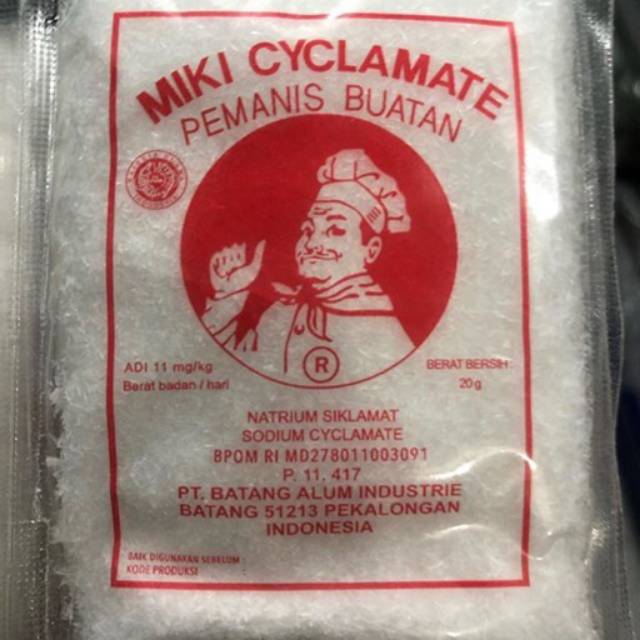 MIKI CYCLAMATE
PEMANIS BUATAN
ADI 11 mg/kg
Berat badan / hari
BERAT BERSIH :
20 g
®
NATRIUM SIKLAMAT
SODIUM CYCLAMATE
BPOM RI MD278011003091
P. 11. 417
PT. BATANG ALUM INDUSTRIE
BATANG 51213 PEKALONGAN
INDONESIA
BAIK DIGUNAKAN SEBELUM :
KODE PRODUKSI :